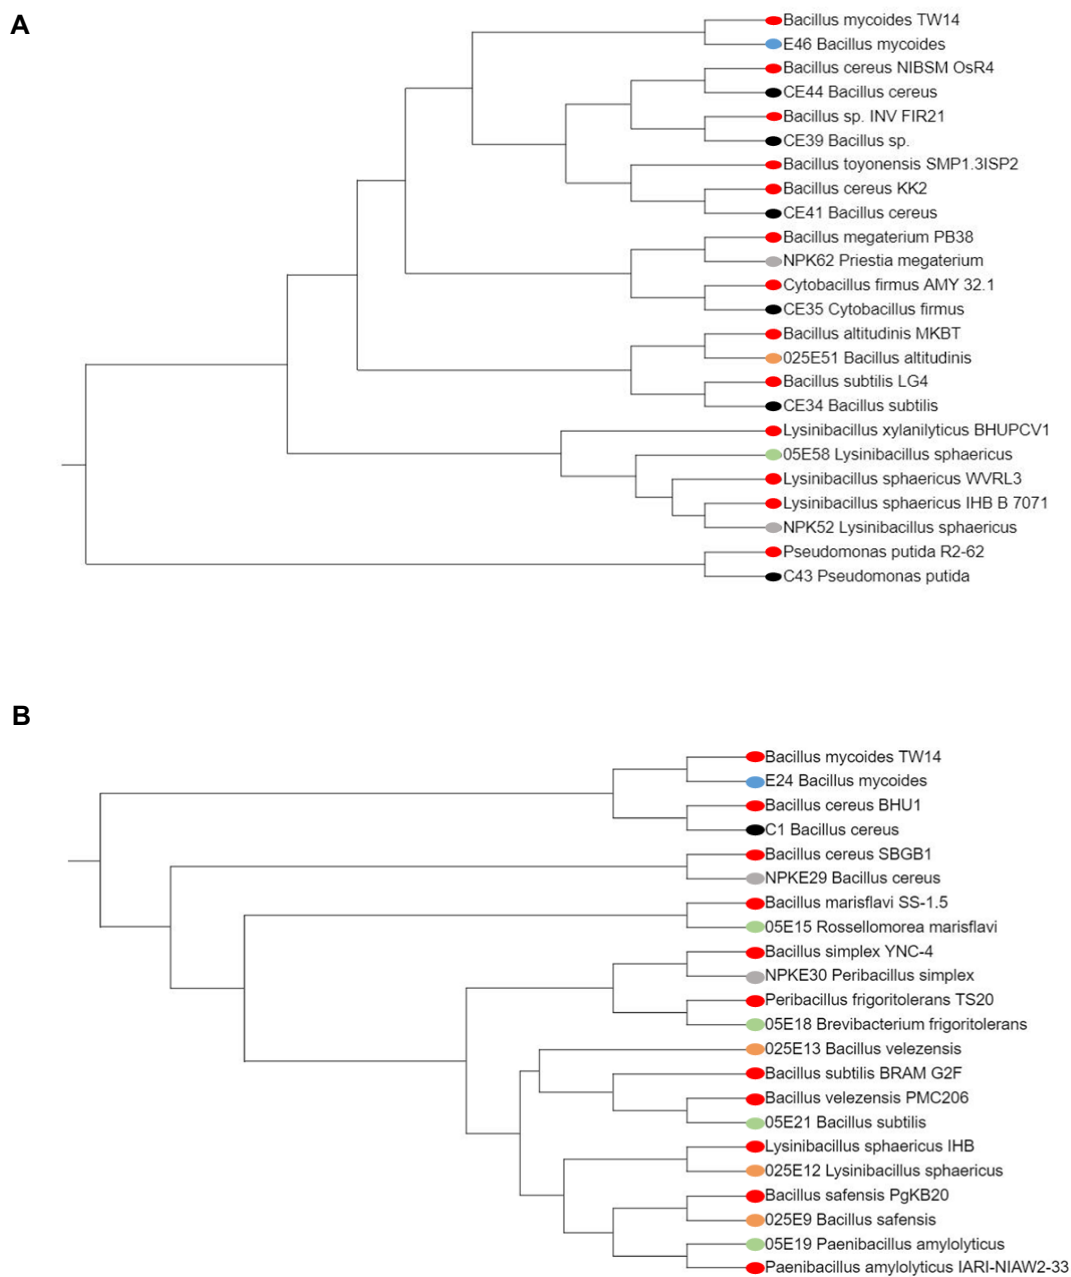 A
Bacillus mycoides TW14
E46 Bacillus mycoides
Bacillus cereus NIBSM OsR4
CE44 Bacillus cereus
Bacillus sp. INV FIR21
CE39 Bacillus sp.
Bacillus toyonensis SMP1.3ISP2
Bacillus cereus KK2
CE41 Bacillus cereus
Bacillus megaterium PB38
NPK62 Priestia megaterium
Cytobacillus firmus AMY 32.1
CE35 Cytobacillus firmus
Bacillus altitudinis MKBT
025E51 Bacillus altitudinis
Bacillus subtilis LG4
CE34 Bacillus subtilis
Lysinibacillus xylanilyticus BHUPCV1
05E58 Lysinibacillus sphaericus
Lysinibacillus sphaericus WVRL3
Lysinibacillus sphaericus IHB B 7071
NPK52 Lysinibacillus sphaericus
Pseudomonas putida R2-62
C43 Pseudomonas putida
B
Bacillus mycoides TW14
E24 Bacillus mycoides
Bacillus cereus BHU1
C1 Bacillus cereus
Bacillus cereus SBGB1
NPKE29 Bacillus cereus
Bacillus marisflavi SS-1.5
05E15 Rossellomorea marisflavi
Bacillus simplex YNC-4
NPKE30 Peribacillus simplex
Peribacillus frigoritolerans TS20
05E18 Brevibacterium frigoritolerans
025E13 Bacillus velezensis
Bacillus subtilis BRAM G2F
Bacillus velezensis PMC206
05E21 Bacillus subtilis
Lysinibacillus sphaericus IHB
025E12 Lysinibacillus sphaericus
Bacillus safensis PgKB20
025E9 Bacillus safensis
05E19 Paenibacillus amylolyticus
Paenibacillus amylolyticus IARI-NIAW2-33